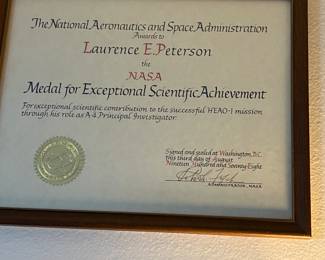 The National Aeronautics and Space Administration
Awards to
Laurence E. Peterson
the
NASA
Medal for Exceptional Scientific Achievement
For exceptional scientific contribution to the successful HEAO-1 mission
through his role as A-4 Principal Investigator.
Signed and sealed at Washington, D.C.
this third day of August
Nineteen Hundred and Seventy Eight
ADMINISTRATOR, NASA